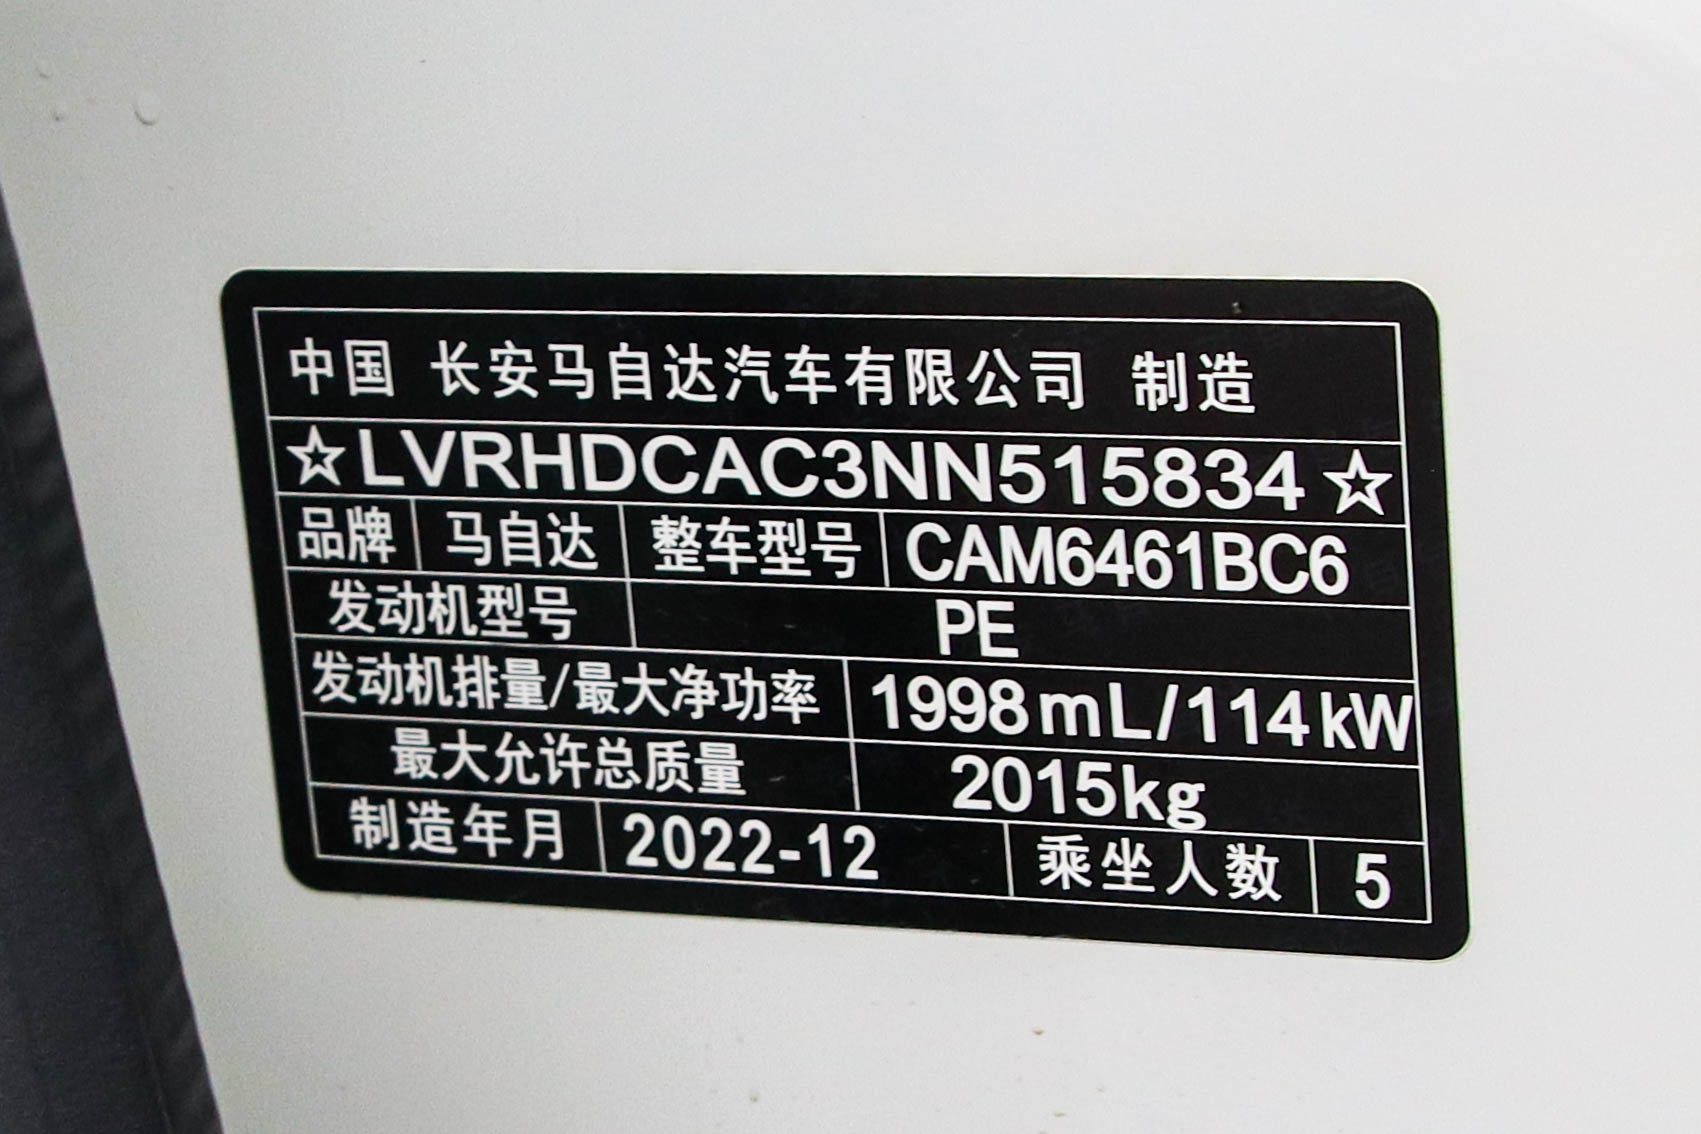 中国 长安马自达汽车有限公司 制造
☆LVRHDCAC3NN515834☆
品牌 马自达 整车型号 CAM6461BC6
发动机型号 PE
发动机排量/最大净功率 1998mL/114kW
最大允许总质量 2015kg
制造年月 2022-12 乘坐人数 5